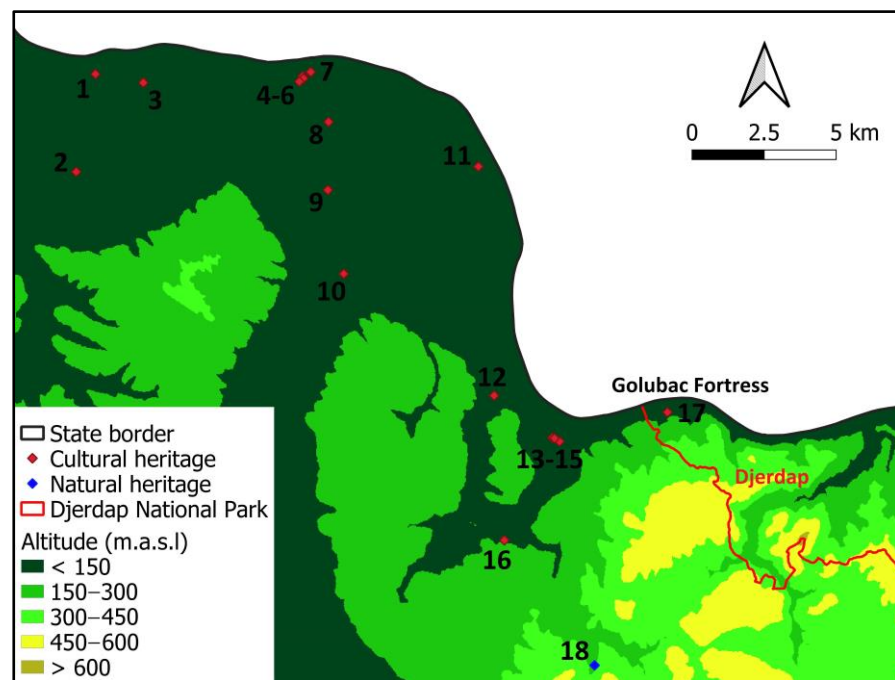 7
1
3
4-6
8
0 2.5 5 km
2
11
9
10
12
Golubac Fortress
17
13-15
Djerdap
16
18
State border
Cultural heritage
Natural heritage
Djerdap National Park
Altitude (m.a.s.l)
< 150
150−300
300−450
450−600
> 600